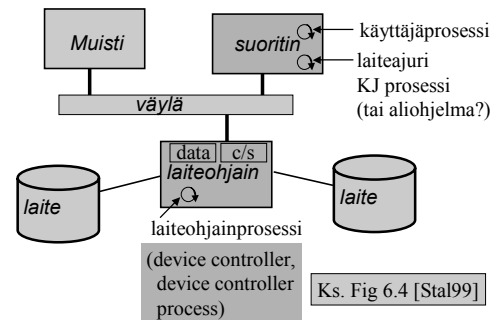 Muisti
suoritin
käyttäjäprosessi
laiteajuri
KJ prosessi
(tai aliohjelma?)
väylä
data c/s
laiteohjain
laite
laite
laiteohjainprosessi
(device controller,
device controller
process)
Ks. Fig 6.4 [Stal99]